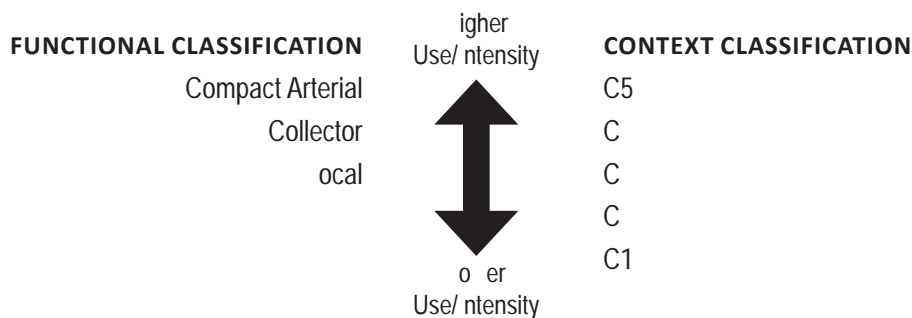 FUNCTIONAL CLASSIFICATION
Compact Arterial
Collector
ocal
igher
Use/ ntensity
o er
Use/ ntensity
CONTEXT CLASSIFICATION
C5
C
C
C
C1